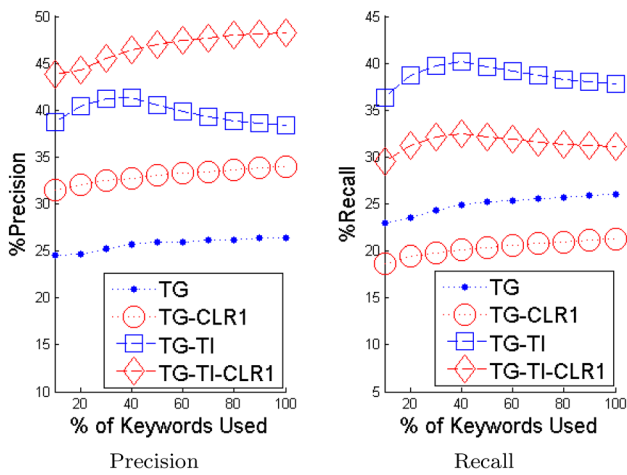 50
45
40
35
30
25
20
15
10
%Precision
20 40 60 80 100
% of Keywords Used
TG
TG-CLR1
TG-TI
TG-TI-CLR1
Precision
45
40
35
30
25
20
15
10
5
%Recall
20 40 60 80 100
% of Keywords Used
TG
TG-CLR1
TG-TI
TG-TI-CLR1
Recall